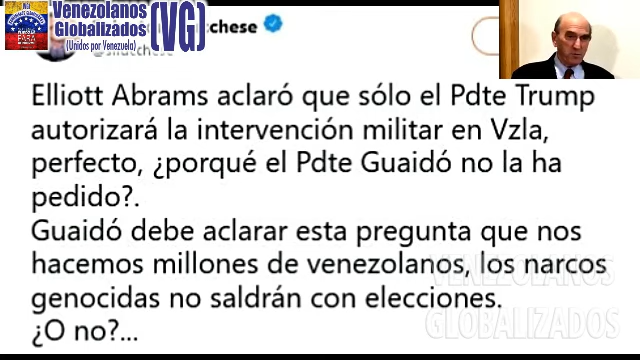 Venezolanos
Globalizados
(VG)
(Unidos por Venezuela)
Elliott Abrams aclaró que sólo el Pdte Trump
autorizará la intervención militar en Vzla,
perfecto, ¿porqué el Pdte Guaidó no la ha
pedido?.
Guaidó debe aclarar esta pregunta que nos
hacemos millones de venezolanos, los narcos
genocidas no saldrán con elecciones.
¿O no?...
VENEZOLANOS
GLOBALIZADOS